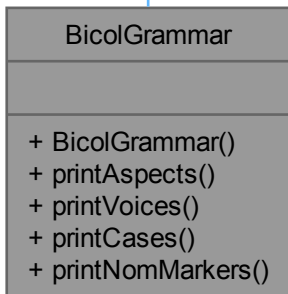 BicolGrammar
+ BicolGrammar()
+ printAspects()
+ printVoices()
+ printCases()
+ printNomMarkers()